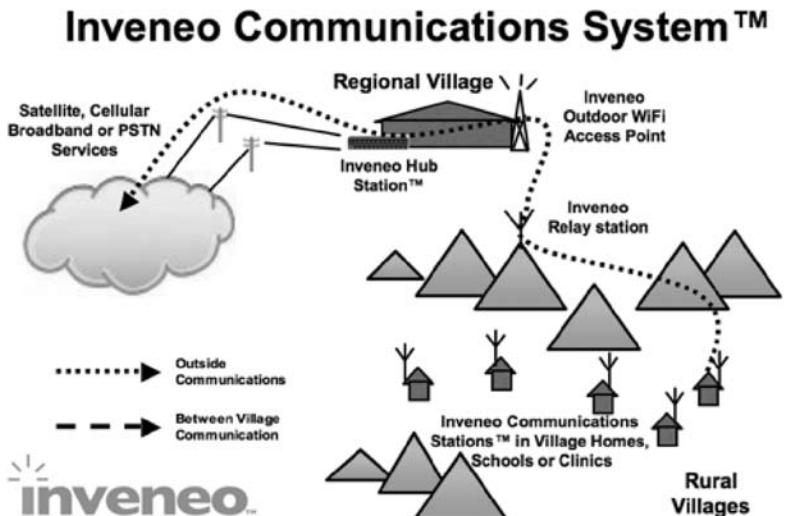 Inveneo Communications System™
Regional Village
Satellite, Cellular
Broadband or PSTN
Services
Inveneo
Outdoor WiFi
Access Point
Inveneo Hub
Station™
Inveneo
Relay station
Outside
Communications
Between Village
Communication
Inveneo Communications
Stations™ in Village Homes,
Schools or Clinics
Rural
Villages
inveneo™